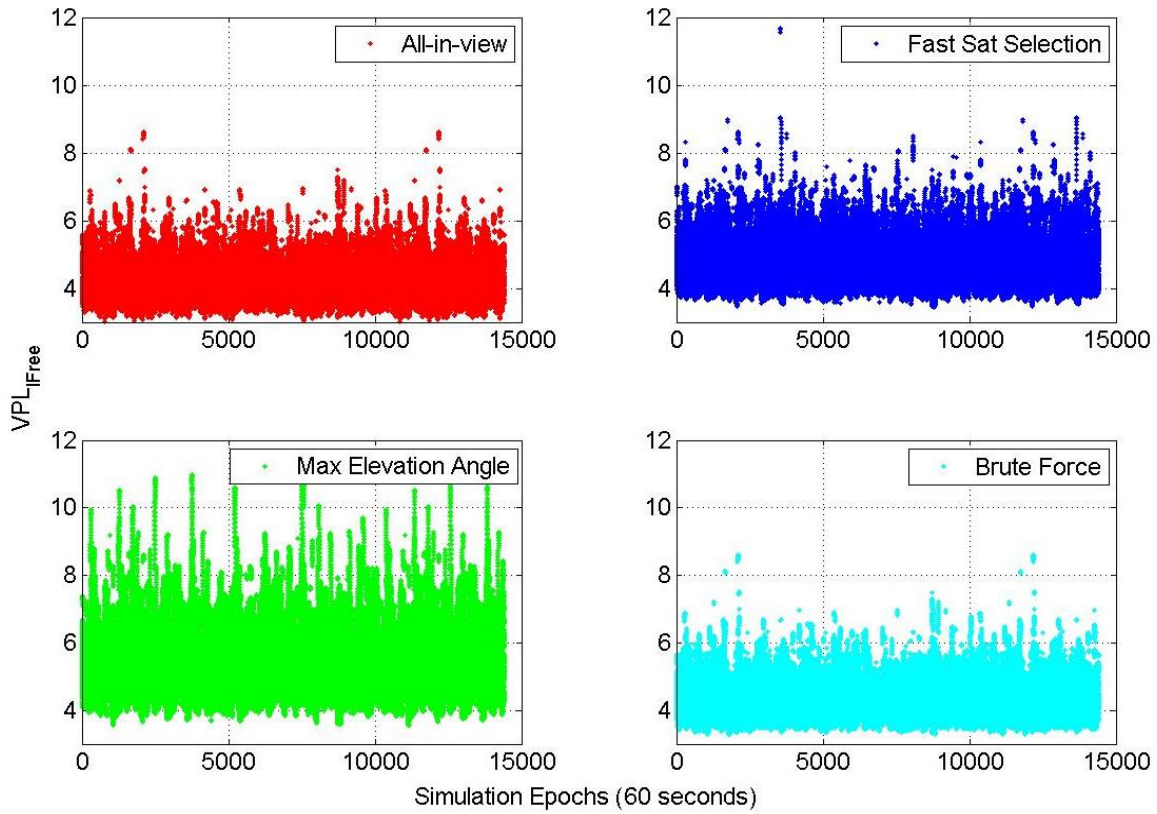 12
All-in-view
10
8
6
4
0 5000 10000 15000
12
Fast Sat Selection
10
8
6
4
0 5000 10000 15000
VPL_IFree
12
Max Elevation Angle
10
8
6
4
0 5000 10000 15000
12
Brute Force
10
8
6
4
0 5000 10000 15000
Simulation Epochs (60 seconds)